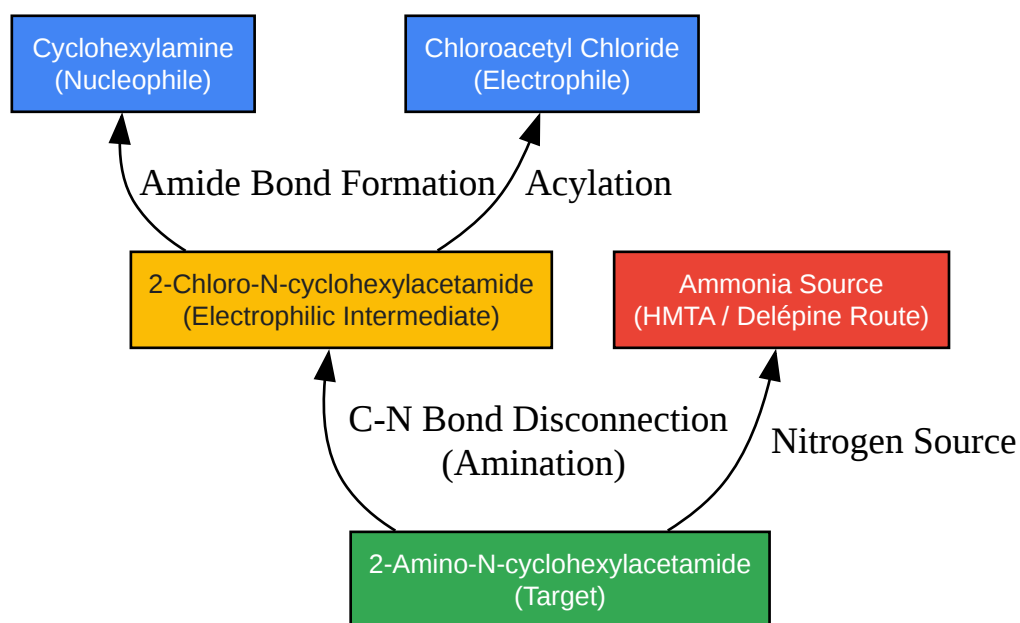 Cyclohexylamine
(Nucleophile)
Chloroacetyl Chloride
(Electrophile)
Amide Bond Formation
Acylation
2-Chloro-N-cyclohexylacetamide
(Electrophilic Intermediate)
Ammonia Source
(HMTA / Delépine Route)
C-N Bond Disconnection
(Amination)
Nitrogen Source
2-Amino-N-cyclohexylacetamide
(Target)